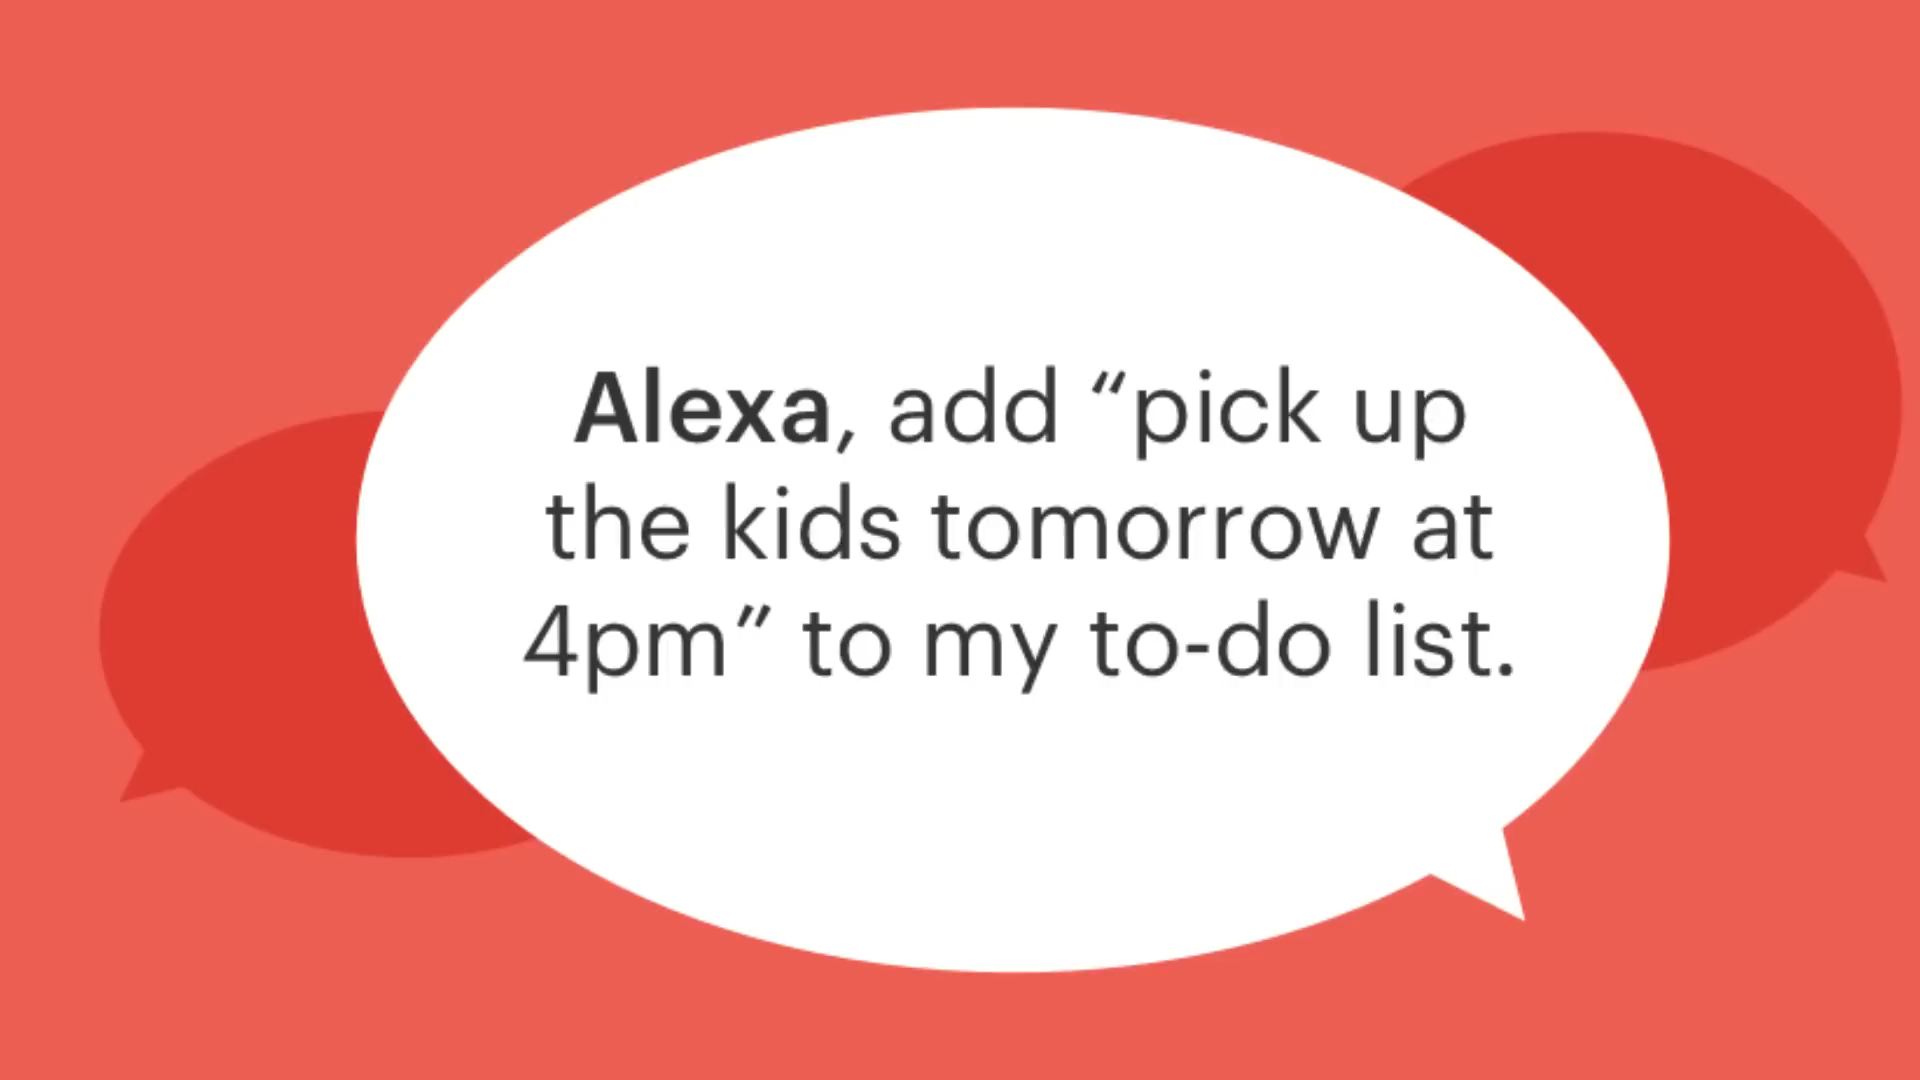 Alexa, add “pick up
the kids tomorrow at
4pm” to my to-do list.